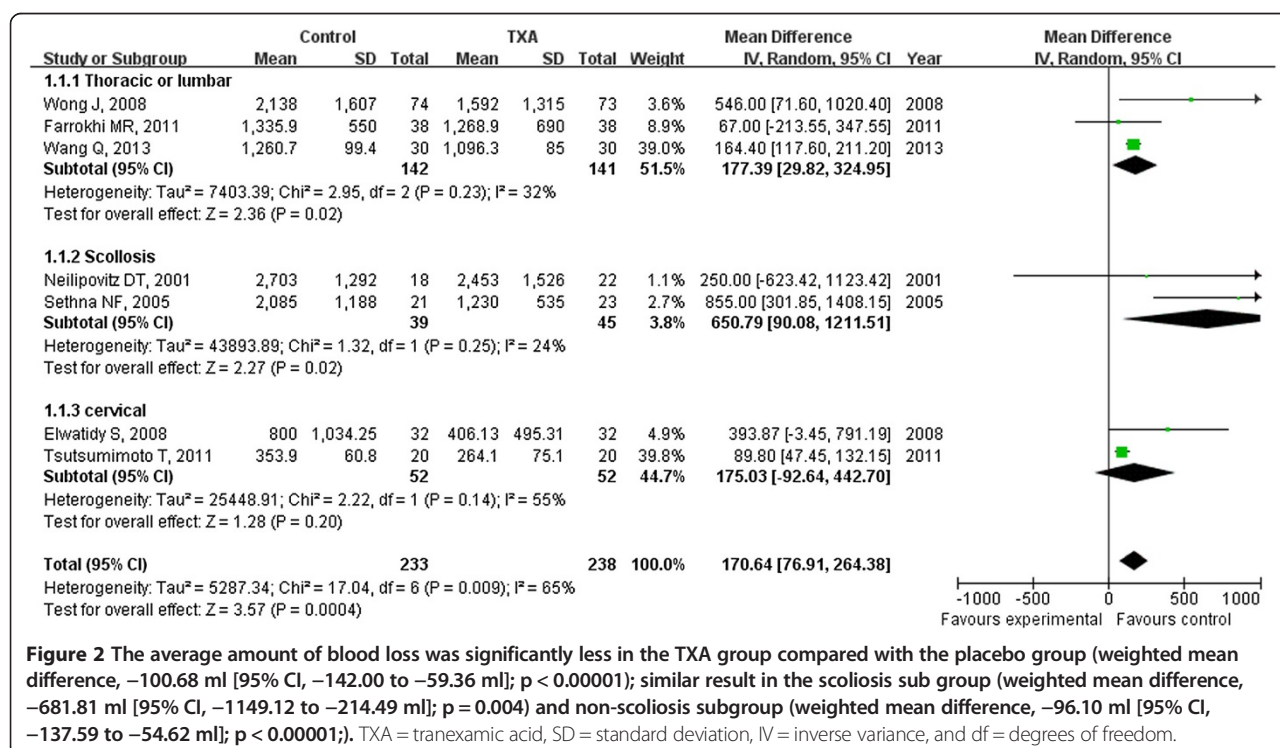 Control TXA Mean Difference Mean Difference
Study or Subgroup Mean SD Total Mean SD Total Weight IV, Random, 95% CI Year IV, Random, 95% CI
1.1.1 Thoracic or lumbar
Wong J, 2008 2,138 1,607 74 1,592 1,315 73 3.6% 546.00 [71.60, 1020.40] 2008
Farrokhi MR, 2011 1,335.9 550 38 1,268.9 690 38 8.9% 67.00 [-213.55, 347.55] 2011
Wang Q, 2013 1,260.7 99.4 30 1,096.3 85 30 39.0% 164.40 [117.60, 211.20] 2013
Subtotal (95% CI) 142 141 51.5% 177.39 [29.82, 324.95]
Heterogeneity: Tau² = 7403.39; Chi² = 2.95, df = 2 (P = 0.23); I² = 32%
Test for overall effect: Z = 2.36 (P = 0.02)
1.1.2 Scollosis
Neilipovitz DT, 2001 2,703 1,292 18 2,453 1,526 22 1.1% 250.00 [-623.42, 1123.42] 2001
Sethna NF, 2005 2,085 1,188 21 1,230 535 23 2.7% 855.00 [301.85, 1408.15] 2005
Subtotal (95% CI) 39 45 3.8% 650.79 [90.08, 1211.51]
Heterogeneity: Tau² = 43893.89; Chi² = 1.32, df = 1 (P = 0.25); I² = 24%
Test for overall effect: Z = 2.27 (P = 0.02)
1.1.3 cervical
Elwatidy S, 2008 800 1,034.25 32 406.13 495.31 32 4.9% 393.87 [-3.45, 791.19] 2008
Tsutsumimoto T, 2011 353.9 60.8 20 264.1 75.1 20 39.8% 89.80 [47.45, 132.15] 2011
Subtotal (95% CI) 52 52 44.7% 175.03 [-92.64, 442.70]
Heterogeneity: Tau² = 25448.91; Chi² = 2.22, df = 1 (P = 0.14); I² = 55%
Test for overall effect: Z = 1.28 (P = 0.20)
Total (95% CI) 233 238 100.0% 170.64 [76.91, 264.38]
Heterogeneity: Tau² = 5287.34; Chi² = 17.04, df = 6 (P = 0.009); I² = 65%
Test for overall effect: Z = 3.57 (P = 0.0004)
-1000 -500 0 500 1000
Favours experimental Favours control
Figure 2 The average amount of blood loss was significantly less in the TXA group compared with the placebo group (weighted mean
difference, −100.68 ml [95% CI, −142.00 to −59.36 ml]; p < 0.00001); similar result in the scoliosis sub group (weighted mean difference,
−681.81 ml [95% CI, −1149.12 to −214.49 ml]; p = 0.004) and non-scoliosis subgroup (weighted mean difference, −96.10 ml [95% CI,
−137.59 to −54.62 ml]; p < 0.00001;). TXA = tranexamic acid, SD = standard deviation, IV = inverse variance, and df = degrees of freedom.